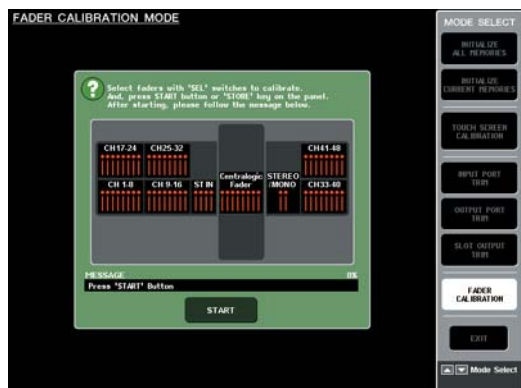 FADER CALIBRATION MODE
MODE SELECT
INITIALIZE
ALL MEMORIES
INITIALIZE
CURRENT MEMORIES
TOUCH SCREEN
CALIBRATION
INPUT PORT
TRIM
OUTPUT PORT
TRIM
SLOT OUTPUT
TRIM
FADER
CALIBRATION
EXIT
Mode Select
?
Select faders with "SEL" switches to calibrate.
And, press START button or "STORE" key on the panel.
After starting, please follow the message below.
CH17-24 CH25-32 CH41-48
Centralogic STEREO
CH 1-8 CH 9-16 ST IN Fader /MONO CH33-40
MESSAGE 0%
Press "START" Button
START